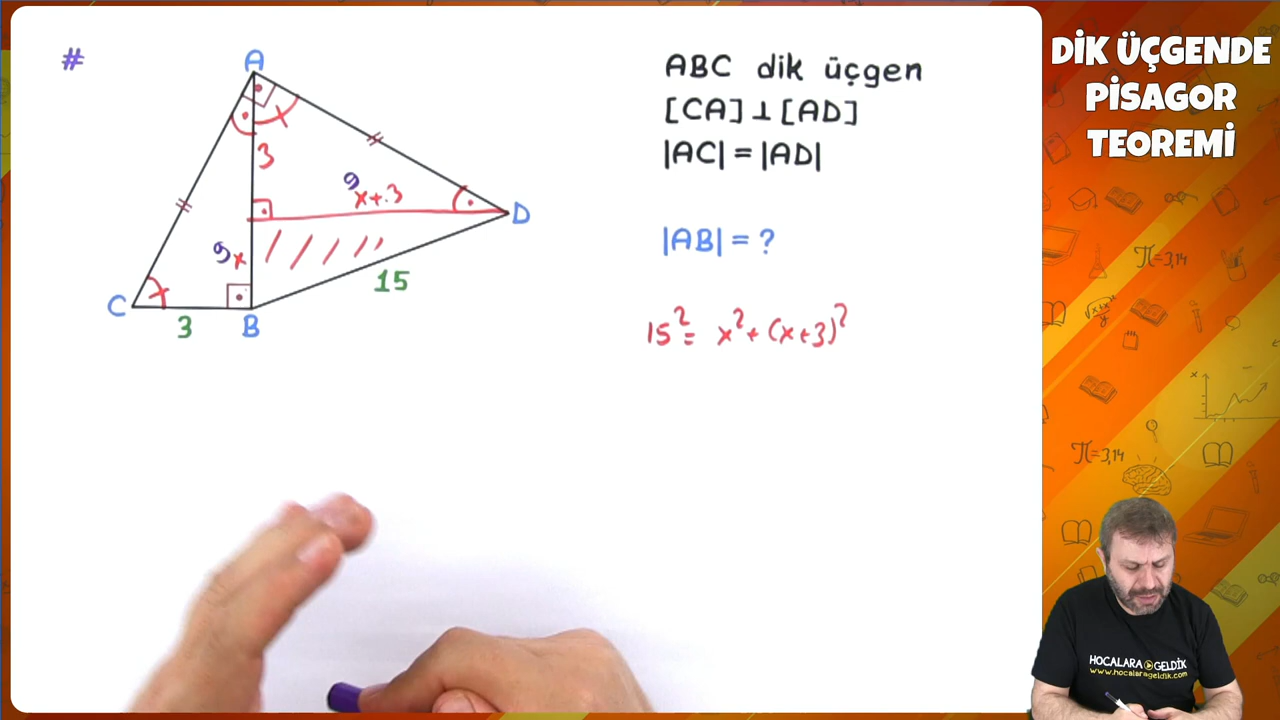 #
ABC dik üçgen
[CA]⊥[AD]
|AC|=|AD|
|AB|=?
15²= x²+(x+3)²
A
x
3
9
x+3
D
9
x
15
C
x
3
B
DİK ÜÇGENDE
PİSAGOR
TEOREMİ
π=3,14
π=3,14
x
HOCALARA GELDİK
www.hocalarageldik.com